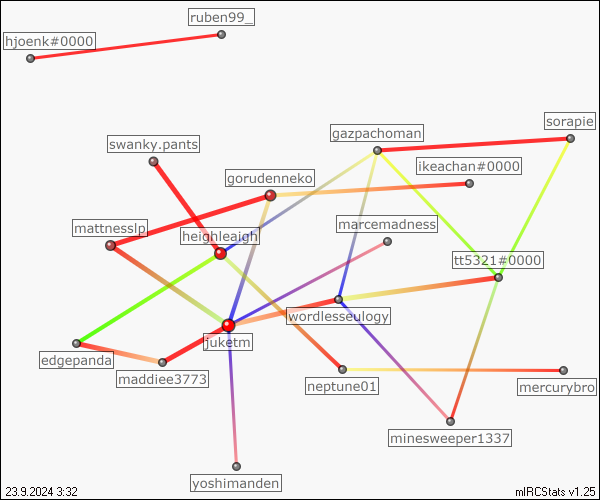 ruben99_
hjoenk#0000
sorapie
gazpachoman
swanky.pants
ikeachan#0000
gorudenneko
marcemadness
mattnesslp
heighleaigh
tt5321#0000
wordlesseulogy
juketm
edgepanda
maddiee3773
neptune01
mercurybro
minesweeper1337
yoshimanden
23.9.2024 3:32
mIRCStats v1.25